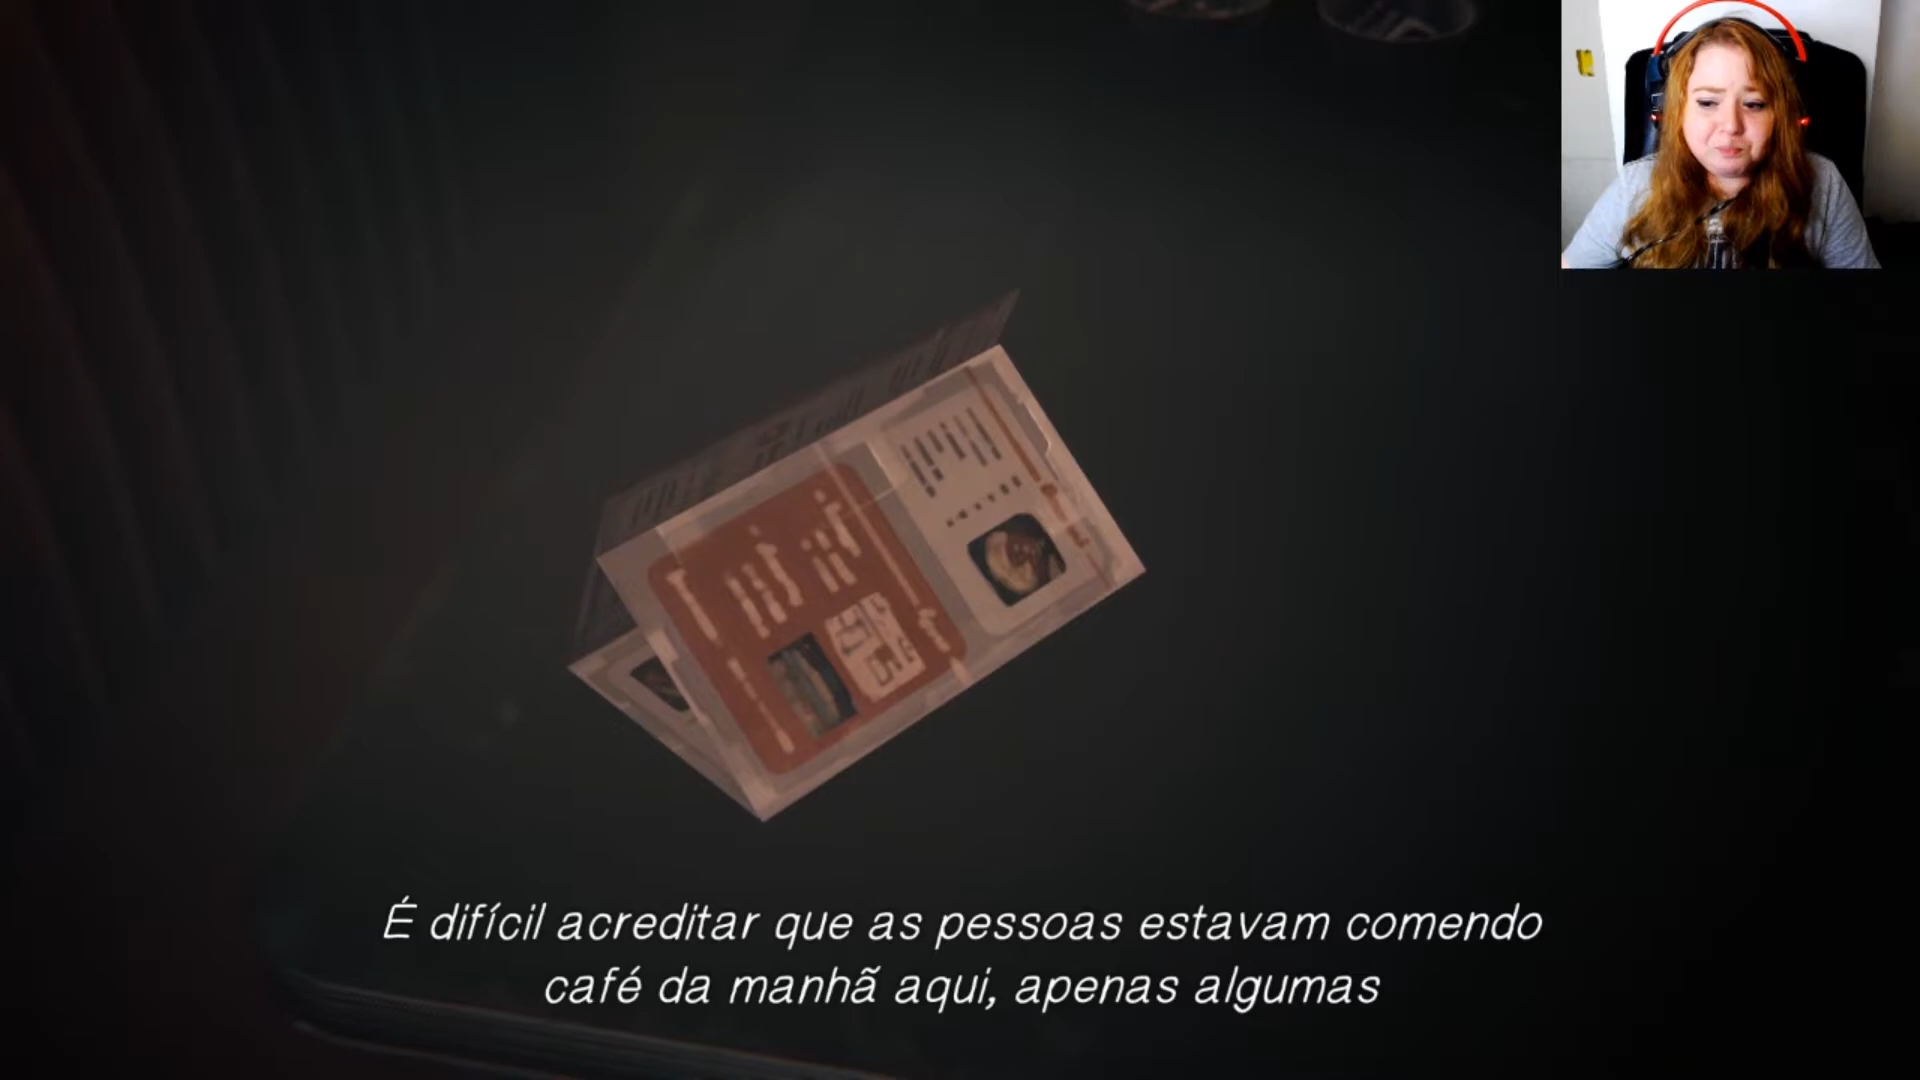 É difícil acreditar que as pessoas estavam comendo
café da manhã aqui, apenas algumas